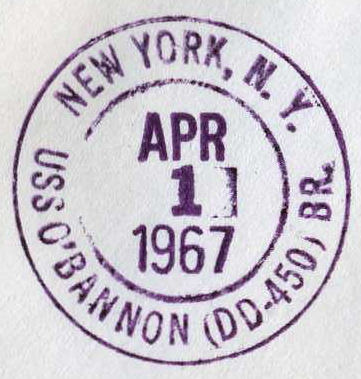 NEW YORK, N.Y.
APR
1
1967
USS O'BANNON (DD-450) BR.